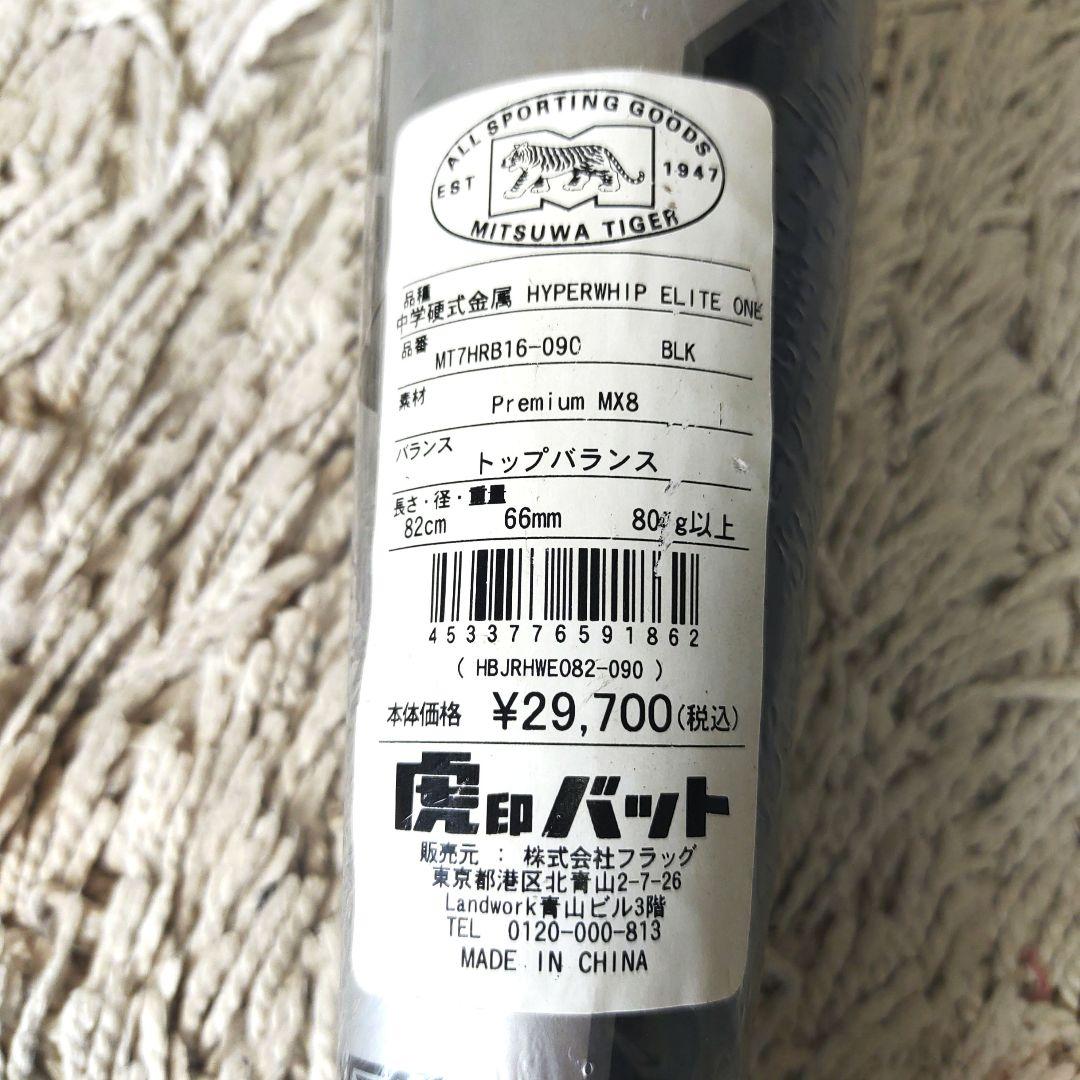 ALL SPORTING GOODS
EST 1947
MITSUWA TIGER
品種
中学硬式金属 HYPERWHIP ELITE ONE
品番
MT7HRB16-090 BLK
素材
Premium MX8
バランス
トップバランス
長さ・径・重量
82cm 66mm g以上
4533776591862
( HBJRHWE082-090 )
本体価格 ¥29,700(税込)
虎印バット
販売元 : 株式会社フラッグ
東京都港区北青山2-7-26
Landwork青山ビル3階
TEL 0120-000-813
MADE IN CHINA